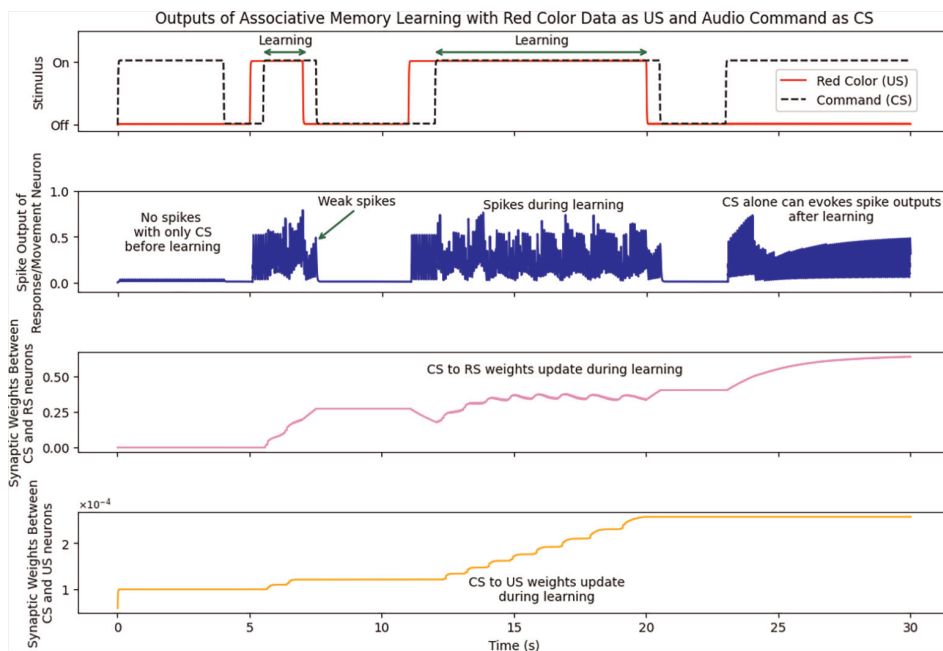 Outputs of Associative Memory Learning with Red Color Data as US and Audio Command as CS
Learning
Learning
On
Off
Stimulus
Red Color (US)
Command (CS)
1.0
0.5
0.0
Spike Output of
Response/Movement Neuron
No spikes
with only CS
before learning
Weak spikes
Spikes during learning
CS alone can evokes spike outputs
after learning
0.50
0.25
0.00
Synaptic Weights Between
CS and RS neurons
CS to RS weights update during learning
×10⁻⁴
2
1
Synaptic Weights Between
CS and US neurons
CS to US weights update
during learning
0
5
10
15
20
25
30
Time (s)